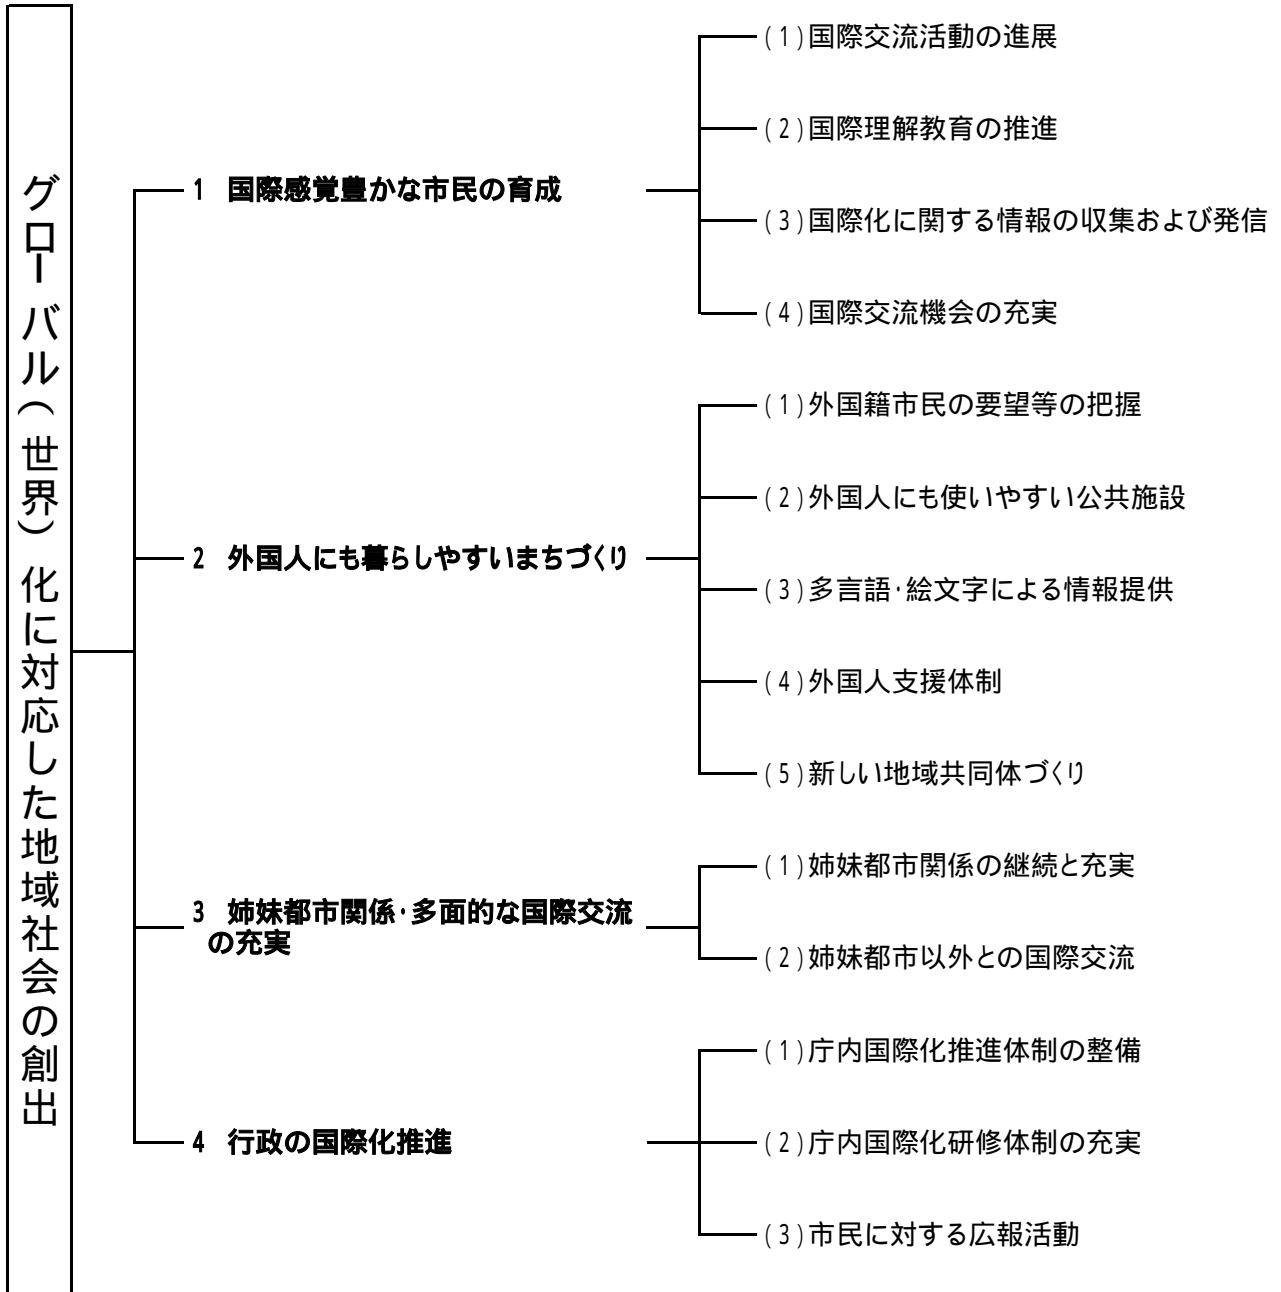 グローバル(世界)化に対応した地域社会の創出
1 国際感覚豊かな市民の育成
(1)国際交流活動の進展
(2)国際理解教育の推進
(3)国際化に関する情報の収集および発信
(4)国際交流機会の充実
2 外国人にも暮らしやすいまちづくり
(1)外国籍市民の要望等の把握
(2)外国人にも使いやすい公共施設
(3)多言語・絵文字による情報提供
(4)外国人支援体制
(5)新しい地域共同体づくり
3 姉妹都市関係・多面的な国際交流
の充実
(1)姉妹都市関係の継続と充実
(2)姉妹都市以外との国際交流
4 行政の国際化推進
(1)庁内国際化推進体制の整備
(2)庁内国際化研修体制の充実
(3)市民に対する広報活動